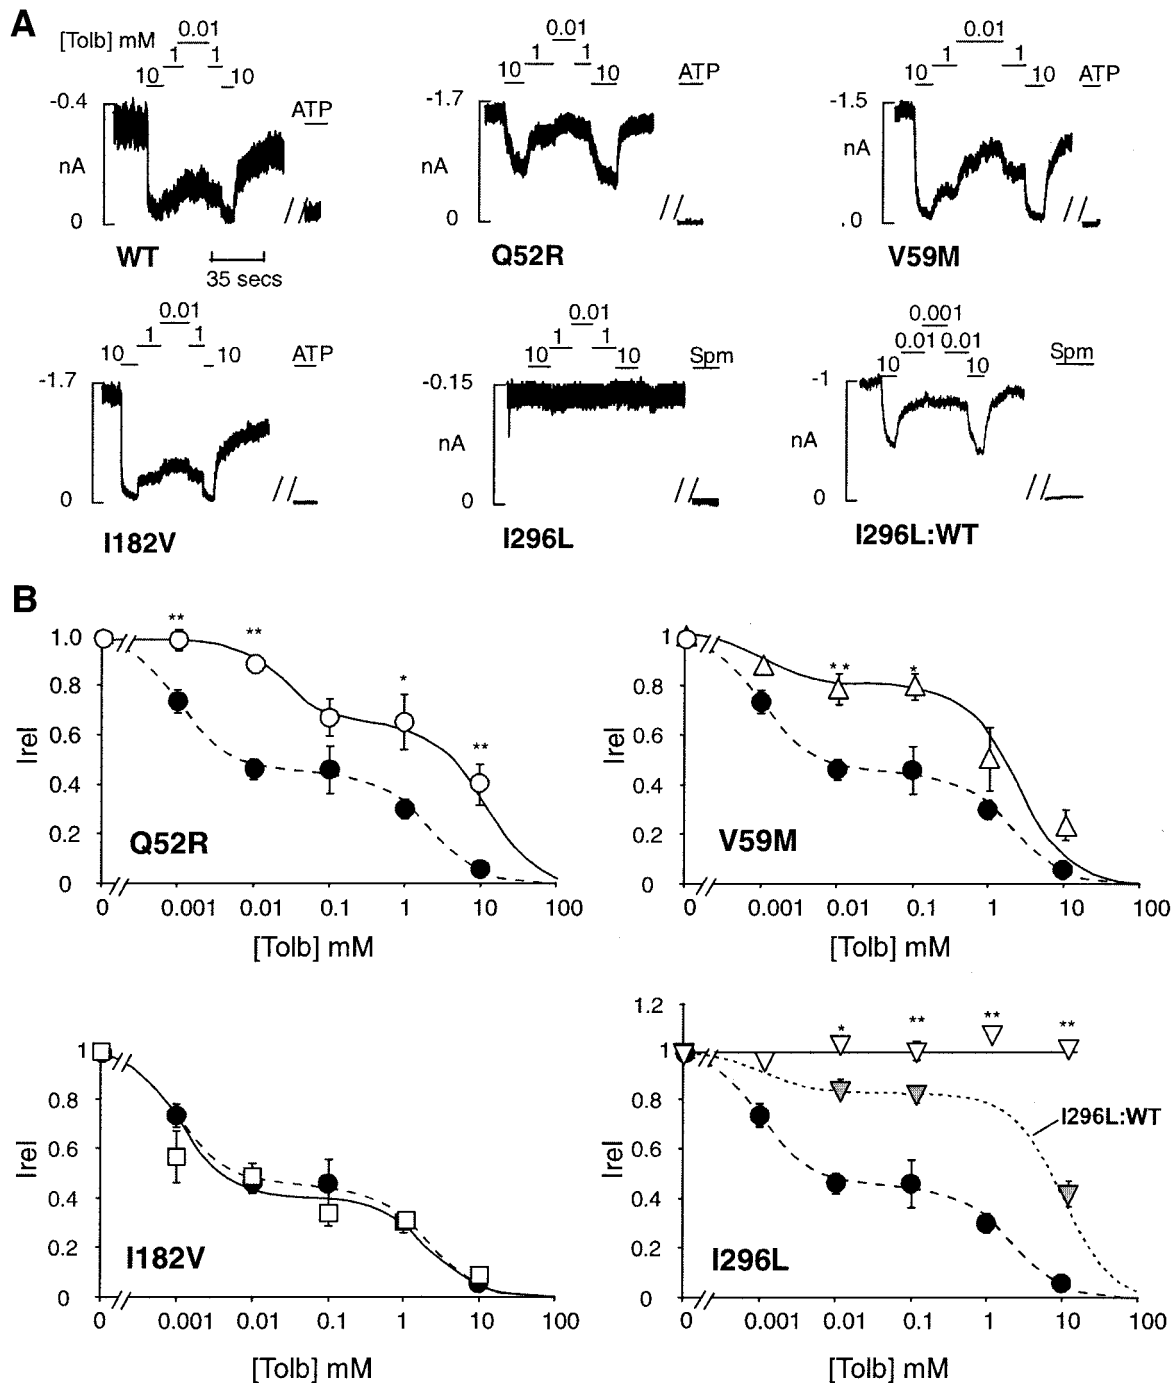 A
[Tolb] mM
0.01
1 1
10 10
ATP
-0.4
nA
0
WT
35 secs
0.01
1 1
10 10
ATP
-1.7
nA
0
Q52R
0.01
1 1
10 10
ATP
-1.5
nA
.0
V59M
0.01
1 1
10 10
ATP
-1.7
0
I182V
0.01
1 1
10 10
Spm
-0.15
nA
0
I296L
0.001
0.01 0.01
10 10
Spm
-1
nA
0
I296L:WT
B
1.0
0.8
0.6
0.4
0.2
0
Irel
** ** * **
Q52R
0 0.001 0.01 0.1 1 10 100
[Tolb] mM
1
0.8
0.6
0.4
0.2
0
Irel
** *
V59M
0 0.001 0.01 0.1 1 10 100
[Tolb] mM
1
0.8
0.6
0.4
0.2
0
Irel
I182V
0 0.001 0.01 0.1 1 10 100
[Tolb] mM
1.2
1
0.8
0.6
0.4
0.2
0
Irel
* ** ** **
I296L:WT
I296L
0 0.001 0.01 0.1 1 10 100
[Tolb] mM